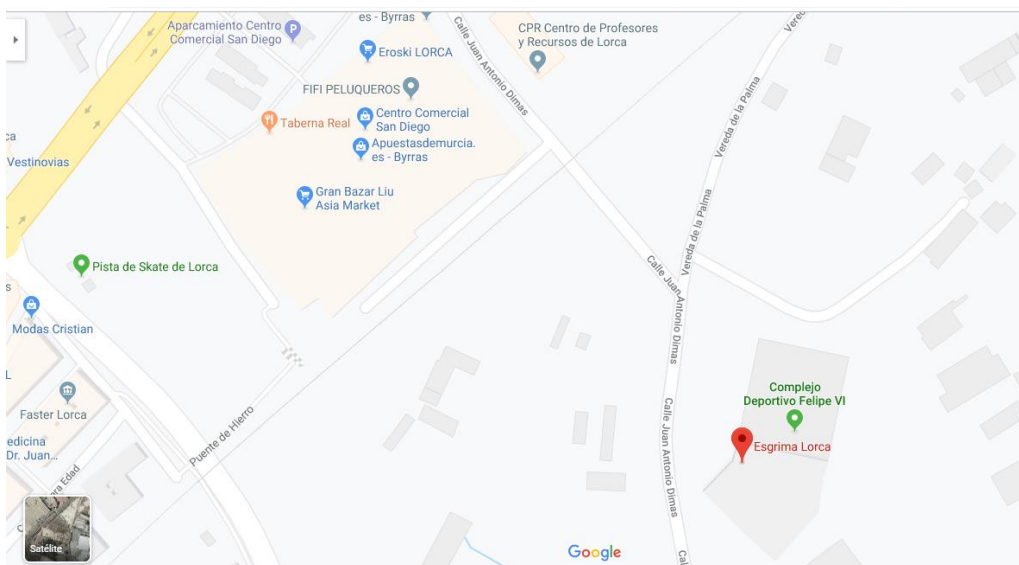 es - Byrras
Aparcamiento Centro
Comercial San Diego
P
CPR Centro de Profesores
y Recursos de Lorca
Eroski LORCA
Calle Juan Antonio Dimas
FIFI PELUQUEROS
Centro Comercial
San Diego
Taberna Real
Apuestasdemurcia.
es - Byrras
Vereda de la Palma
ca
Vestinovias
Gran Bazar Liu
Asia Market
Vereda de la Palma
Pista de Skate de Lorca
Calle Juan Antonio Dimas
s
Modas Cristian
L
Faster Lorca
Complejo
Deportivo Felipe VI
Esgrima Lorca
edicina
Dr. Juan...
Puente de Hierro
Calle Juan Antonio Dimas
Edad
Satélite
Google
Cal